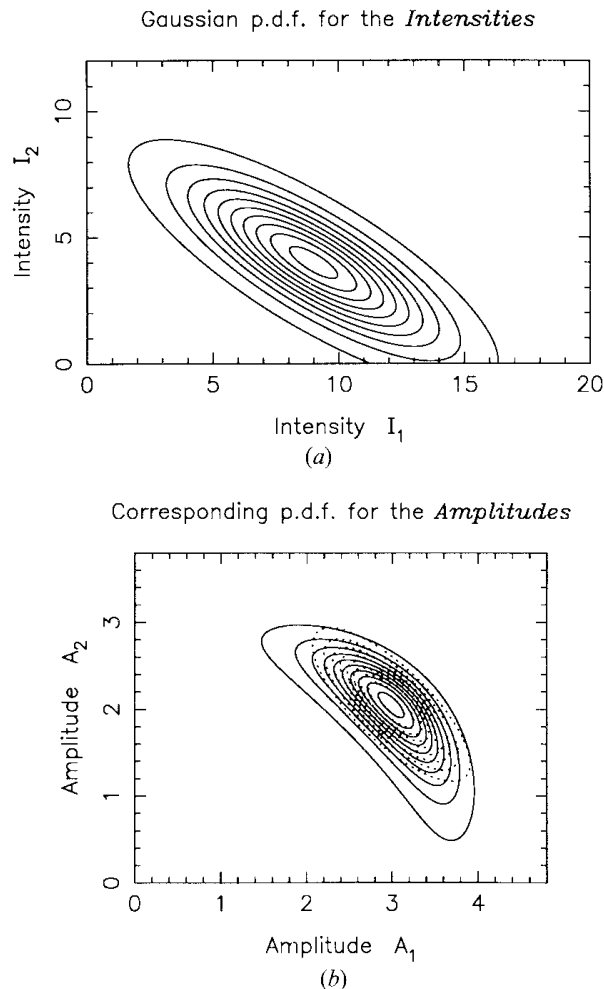 Gaussian p.d.f. for the Intensities
10
5
0
Intensity I2
0 5 10 15 20
Intensity I1
(a)
Corresponding p.d.f. for the Amplitudes
3
2
1
0
Amplitude A2
0 1 2 3 4
Amplitude A1
(b)